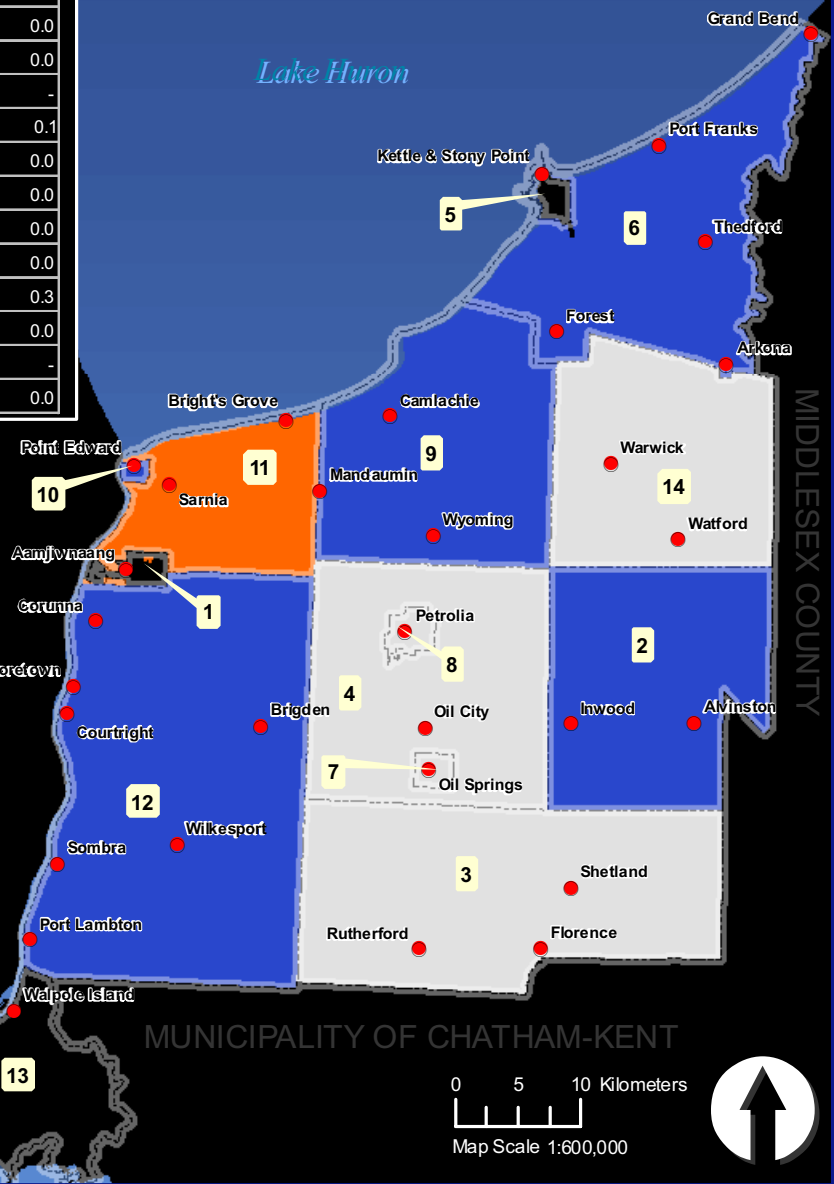 0.0
0.0
-
0.1
0.0
0.0
0.0
0.0
0.3
0.0
-
0.0
Grand Bend
Lake Huron
Port Franks
Kettle & Stony Point
5
6
Thedford
Forest
Arkona
Bright's Grove
Camlachie
Point Edward
11
9
Warwick
10
Sarnia
Mandaumin
14
Wyoming
Watford
MIDDLESEX COUNTY
Aamjiwnaang
Corunna
1
Petrolia
8
2
oretown
4
Courtright
Brigden
Oil City
Inwood
Alvinston
7
Oil Springs
12
Wilkesport
Sombra
3
Shetland
Port Lambton
Rutherford
Florence
Walpole Island
MUNICIPALITY OF CHATHAM-KENT
13
0 5 10 Kilometers
Map Scale 1:600,000